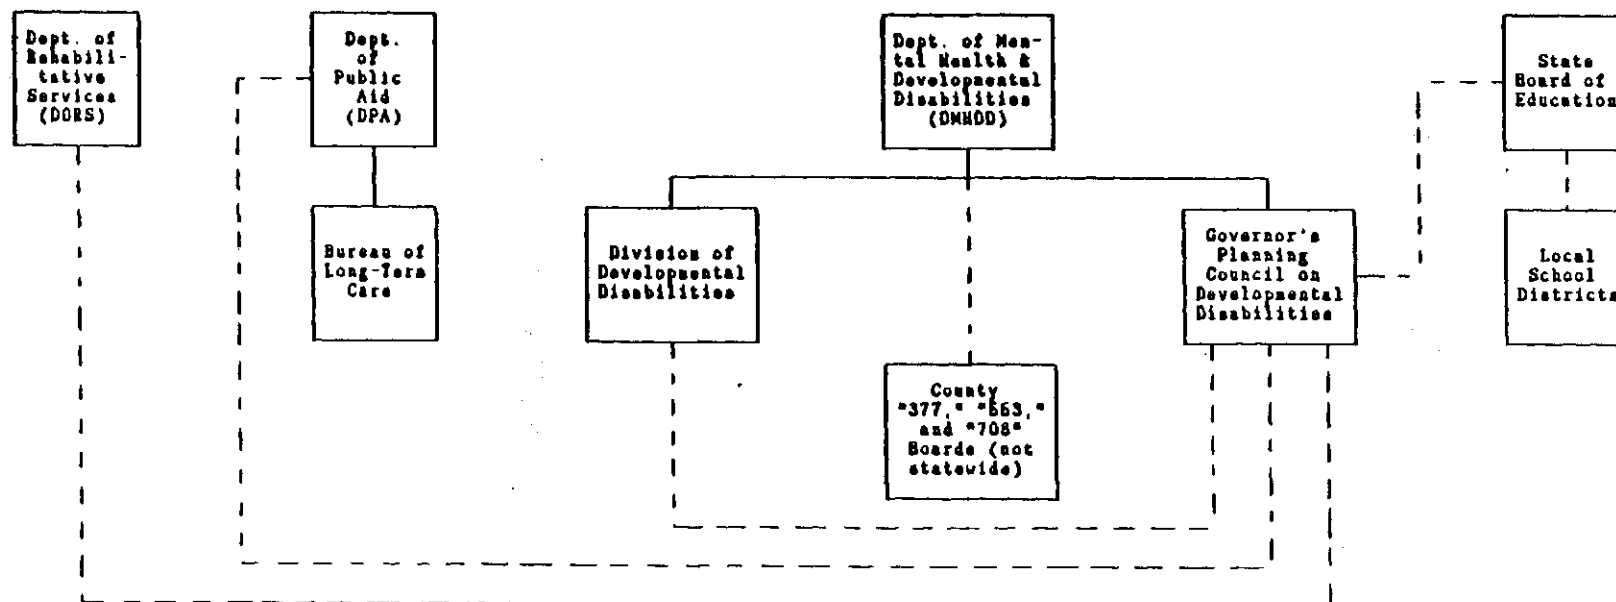 Dept. of
Rehabili-
tative
Services
(DORS)
Dept.
of
Public
Aid
(DPA)
Dept. of Men-
tal Health &
Developmental
Disabilities
(DMHDD)
State
Board of
Education
Bureau of
Long-Term
Care
Division of
Developmental
Disabilities
Governor's
Planning
Council on
Developmental
Disabilities
Local
School
Districts
County
"377," "553,"
and "708"
Boards (not
statewide)